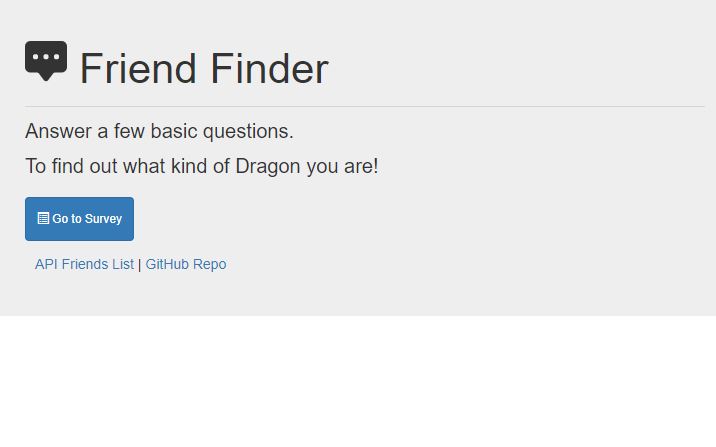 Friend Finder
Answer a few basic questions.
To find out what kind of Dragon you are!
Go to Survey
API Friends List | GitHub Repo